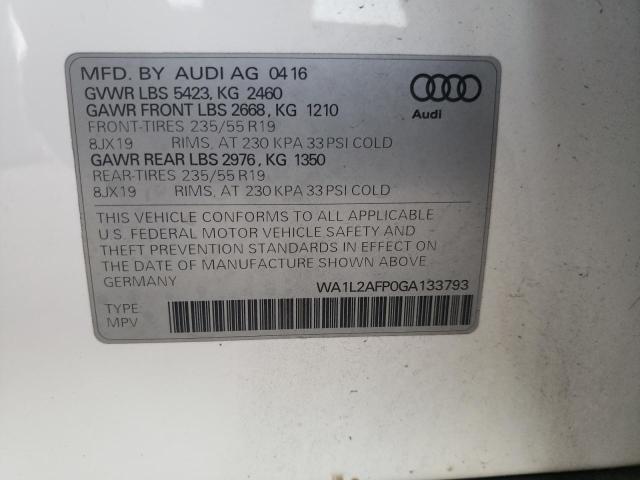 MFD. BY AUDI AG 04 16
GVWR LBS 5423, KG 2460
GAWR FRONT LBS 2668, KG 1210
FRONT-TIRES 235/55 R19
8JX19 RIMS, AT 230 KPA 33 PSI COLD
GAWR REAR LBS 2976, KG 1350
REAR-TIRES 235/55 R19
8JX19 RIMS, AT 230 KPA 33 PSI COLD
Audi
THIS VEHICLE CONFORMS TO ALL APPLICABLE
U.S. FEDERAL MOTOR VEHICLE SAFETY AND
THEFT PREVENTION STANDARDS IN EFFECT ON
THE DATE OF MANUFACTURE SHOWN ABOVE.
GERMANY WA1L2AFP0GA133793
TYPE
MPV